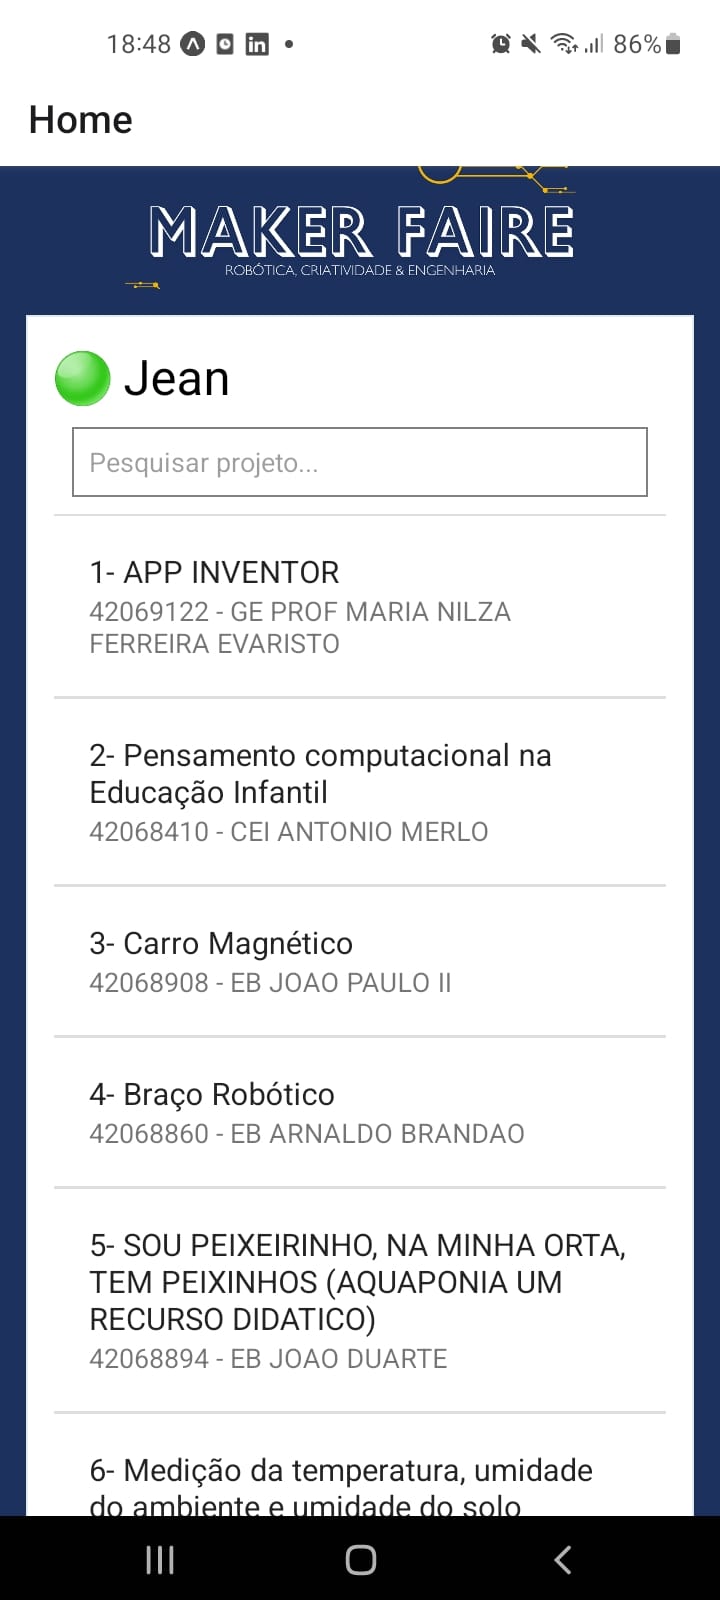 18:48
86%
Home
MAKER FAIRE
ROBÓTICA, CRIATIVIDADE & ENGENHARIA
Jean
Pesquisar projeto...
1- APP INVENTOR
42069122 - GE PROF MARIA NILZA
FERREIRA EVARISTO
2- Pensamento computacional na
Educação Infantil
42068410 - CEI ANTONIO MERLO
3- Carro Magnético
42068908 - EB JOAO PAULO II
4- Braço Robótico
42068860 - EB ARNALDO BRANDAO
5- SOU PEIXEIRINHO, NA MINHA ORTA,
TEM PEIXINHOS (AQUAPONIA UM
RECURSO DIDATICO)
42068894 - EB JOAO DUARTE
6- Medição da temperatura, umidade
do ambiente e umidade do solo